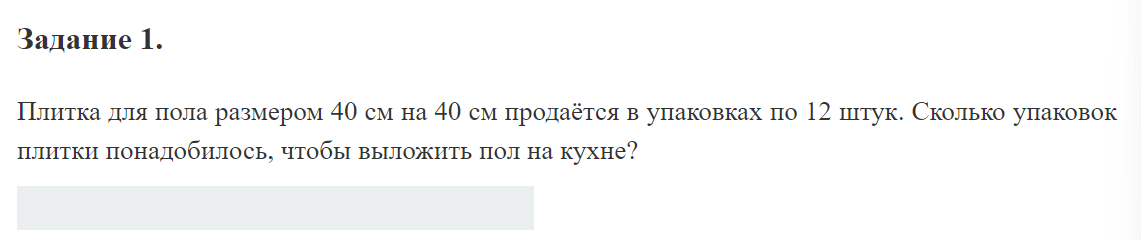 Задание 1.
Плитка для пола размером 40 см на 40 см продаётся в упаковках по 12 штук. Сколько упаковок
плитки понадобилось, чтобы выложить пол на кухне?